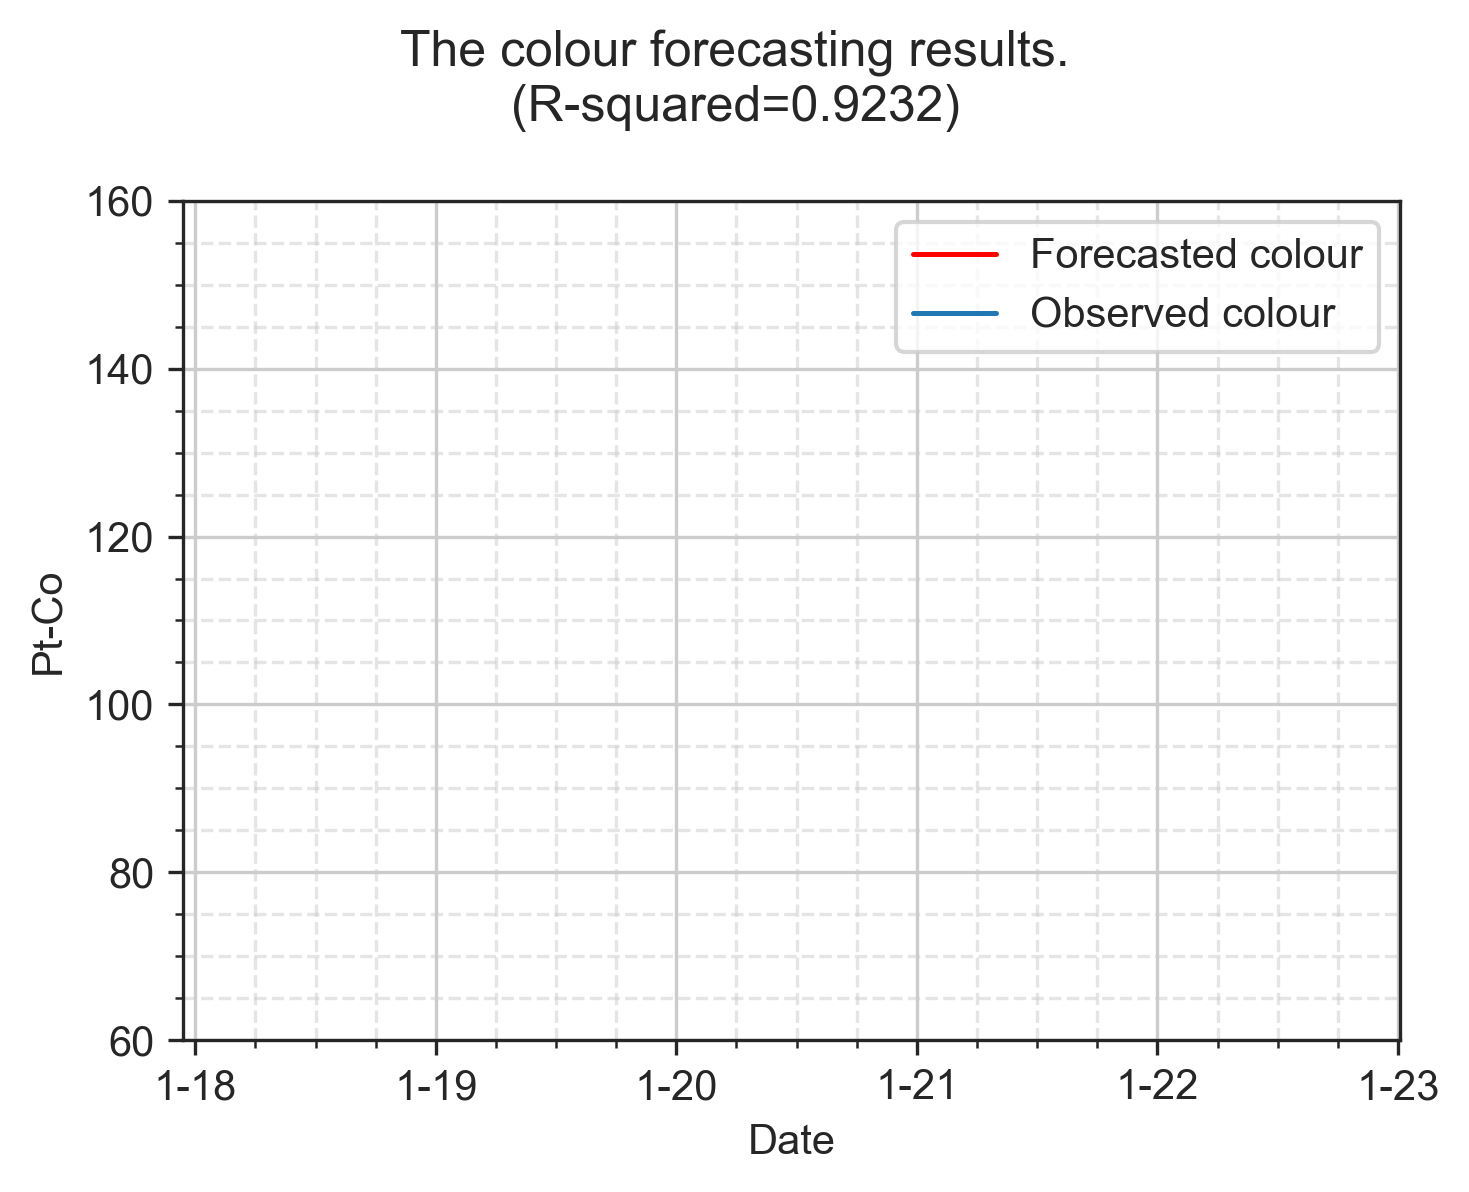 The colour forecasting results.
(R-squared=0.9232)
Forecasted colour
Observed colour
160
140
120
100
80
60
Pt-Co
1-18 1-19 1-20 1-21 1-22 1-23
Date